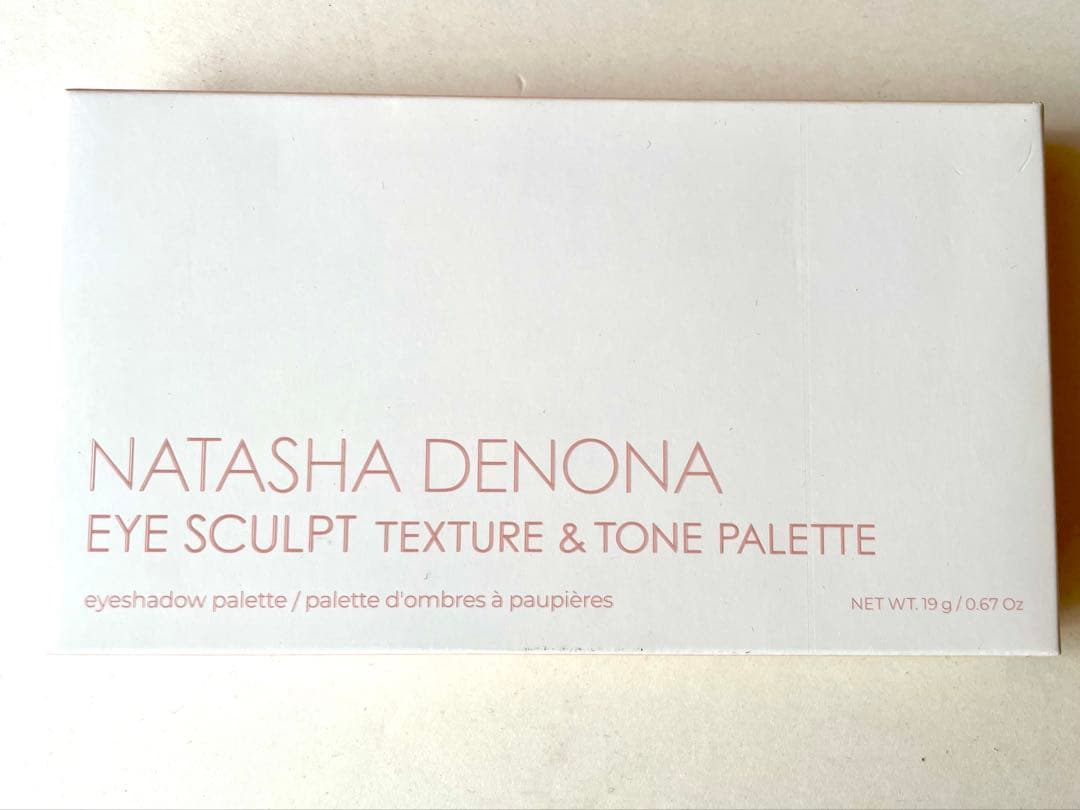 NATASHA DENONA
EYE SCULPT TEXTURE & TONE PALETTE
eyeshadow palette / palette d'ombres à paupières
NET WT. 19 g / 0.67 Oz